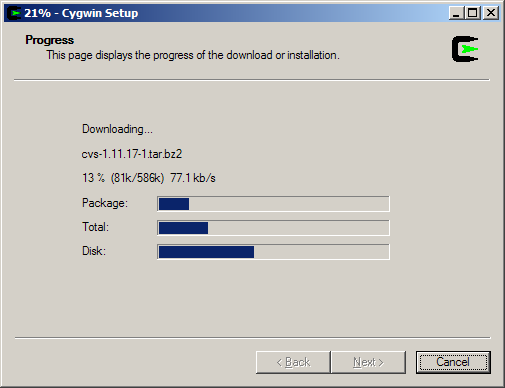 21% - Cygwin Setup
Progress
This page displays the progress of the download or installation.
Downloading...
cvs-1.11.17-1.tar.bz2
13 % (81k/586k) 77.1 kb/s
Package:
Total:
Disk:
< Back
Next >
Cancel